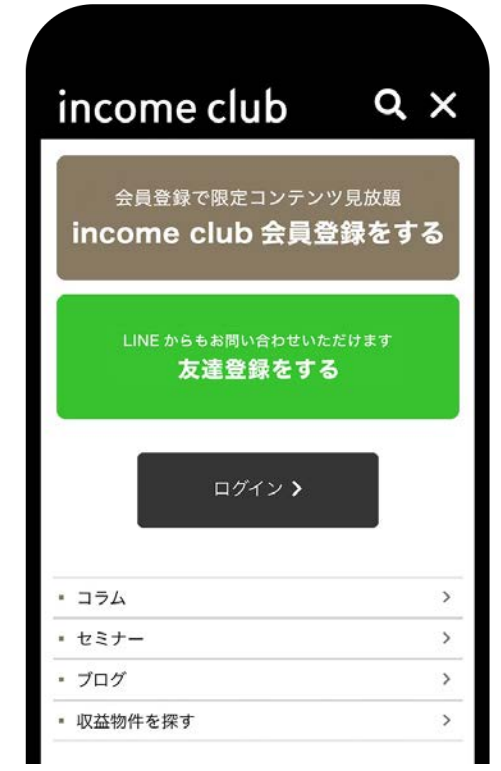 income club
会員登録で限定コンテンツ見放題
income club 会員登録をする
LINE からもお問い合わせいただけます
友達登録をする
ログイン
コラム
セミナー
ブログ
収益物件を探す